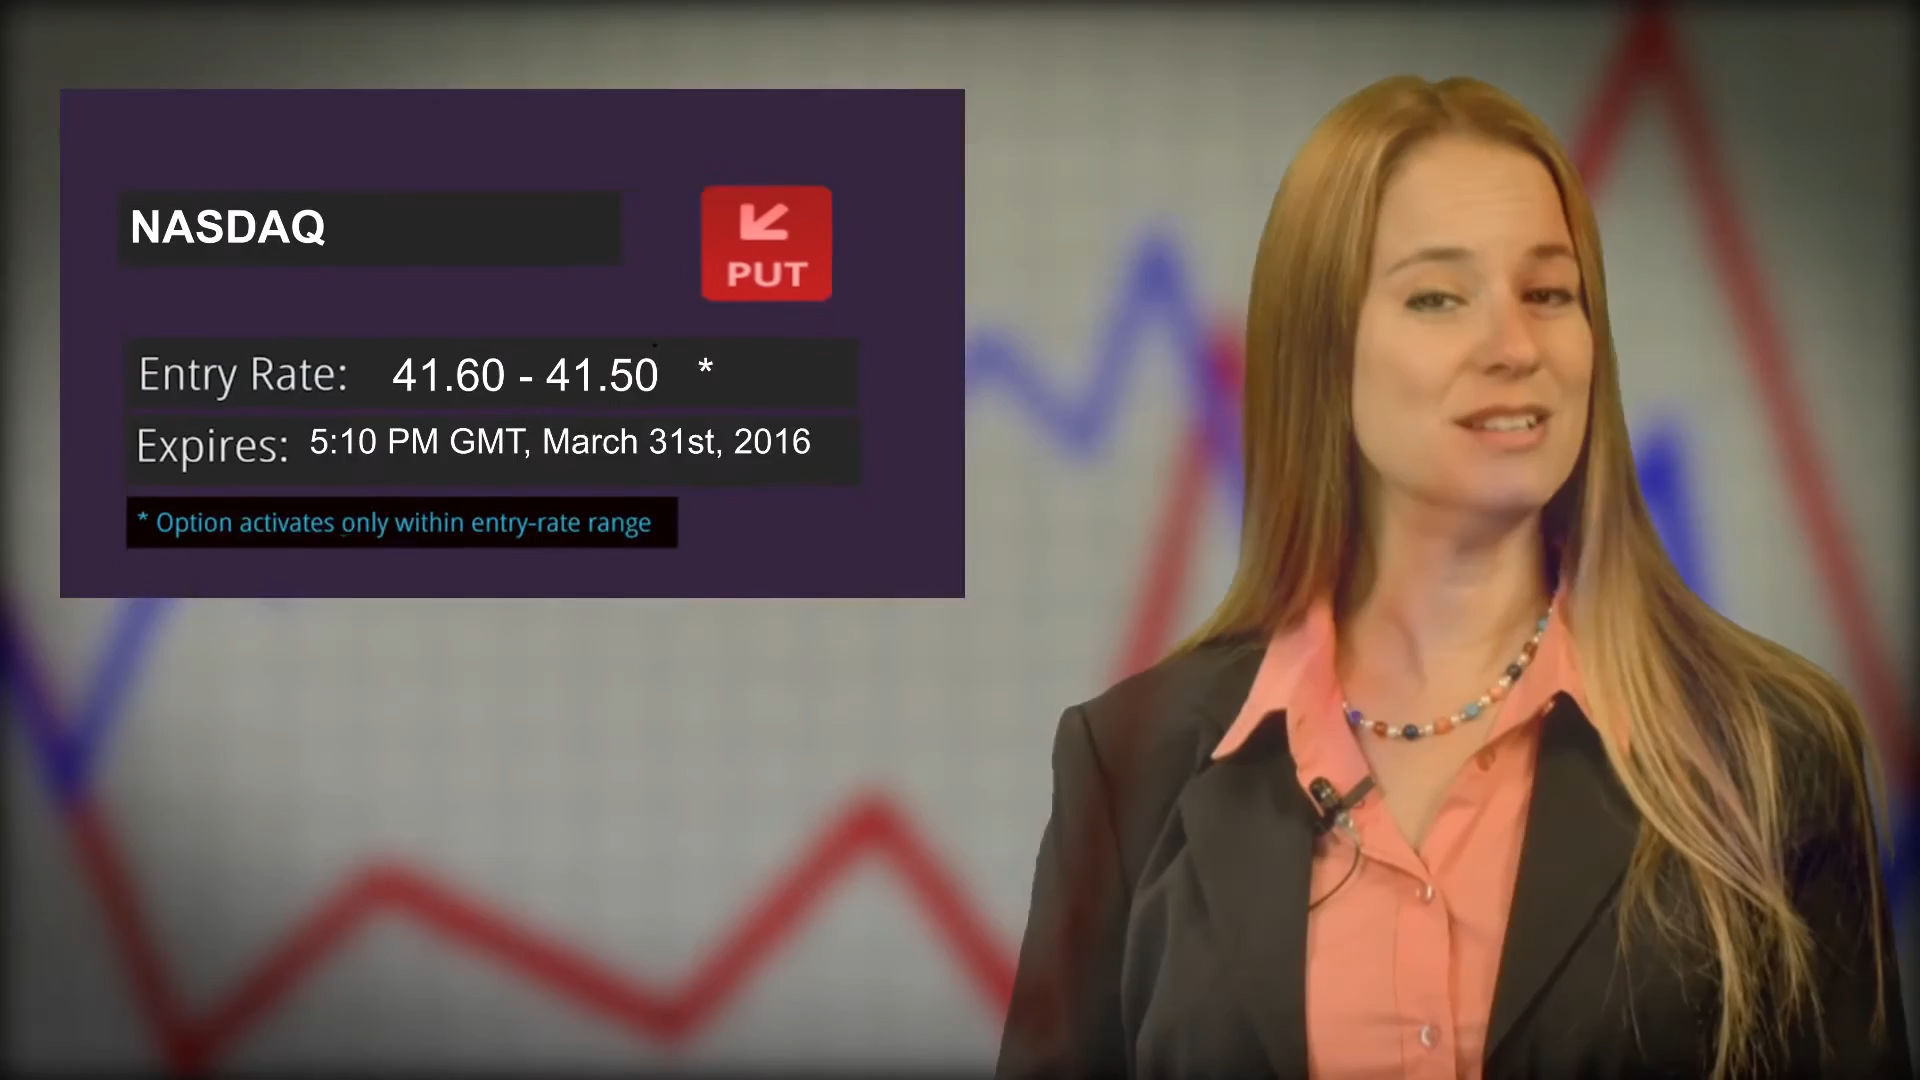 NASDAQ
PUT
Entry Rate: 41.60 - 41.50 *
Expires: 5:10 PM GMT, March 31st, 2016
* Option activates only within entry-rate range